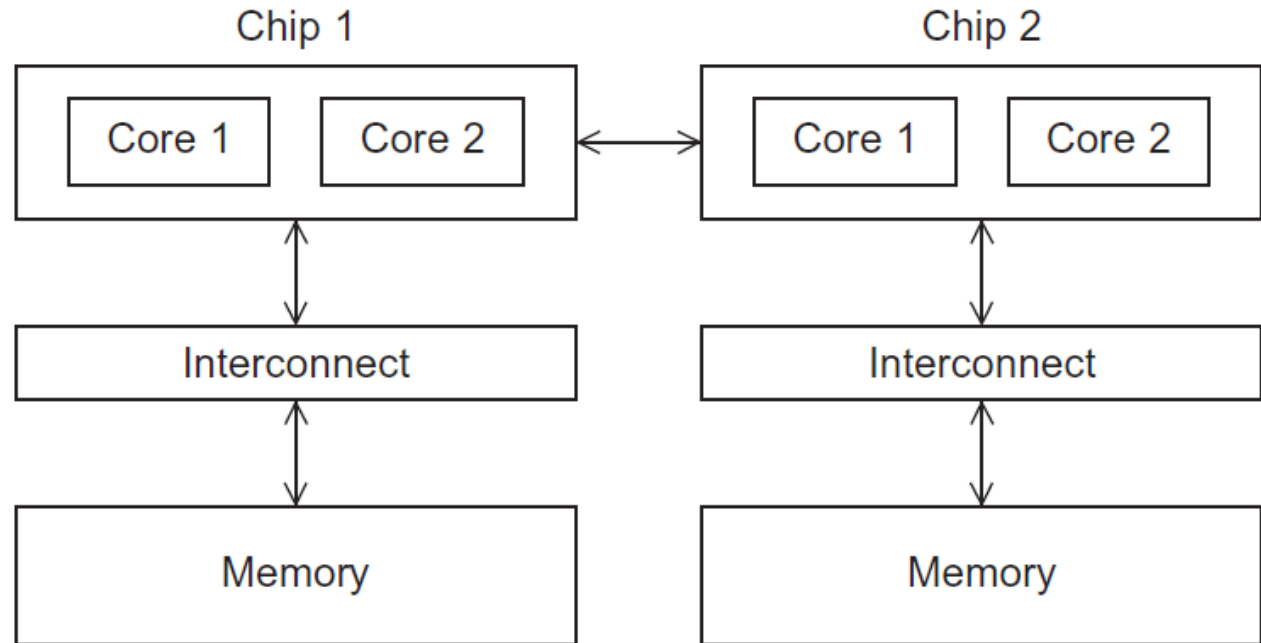 Chip 1
Chip 2
Core 1
Core 2
Core 1
Core 2
Interconnect
Interconnect
Memory
Memory